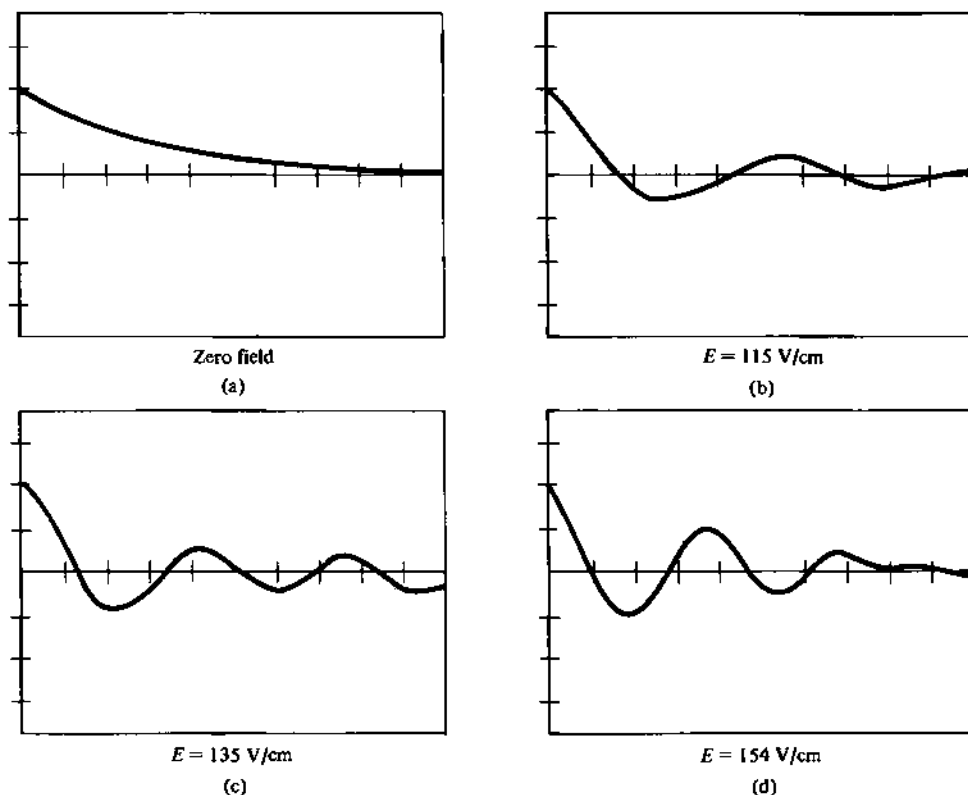 Zero field
(a)
E = 115 V/cm
(b)
E = 135 V/cm
(c)
E = 154 V/cm
(d)